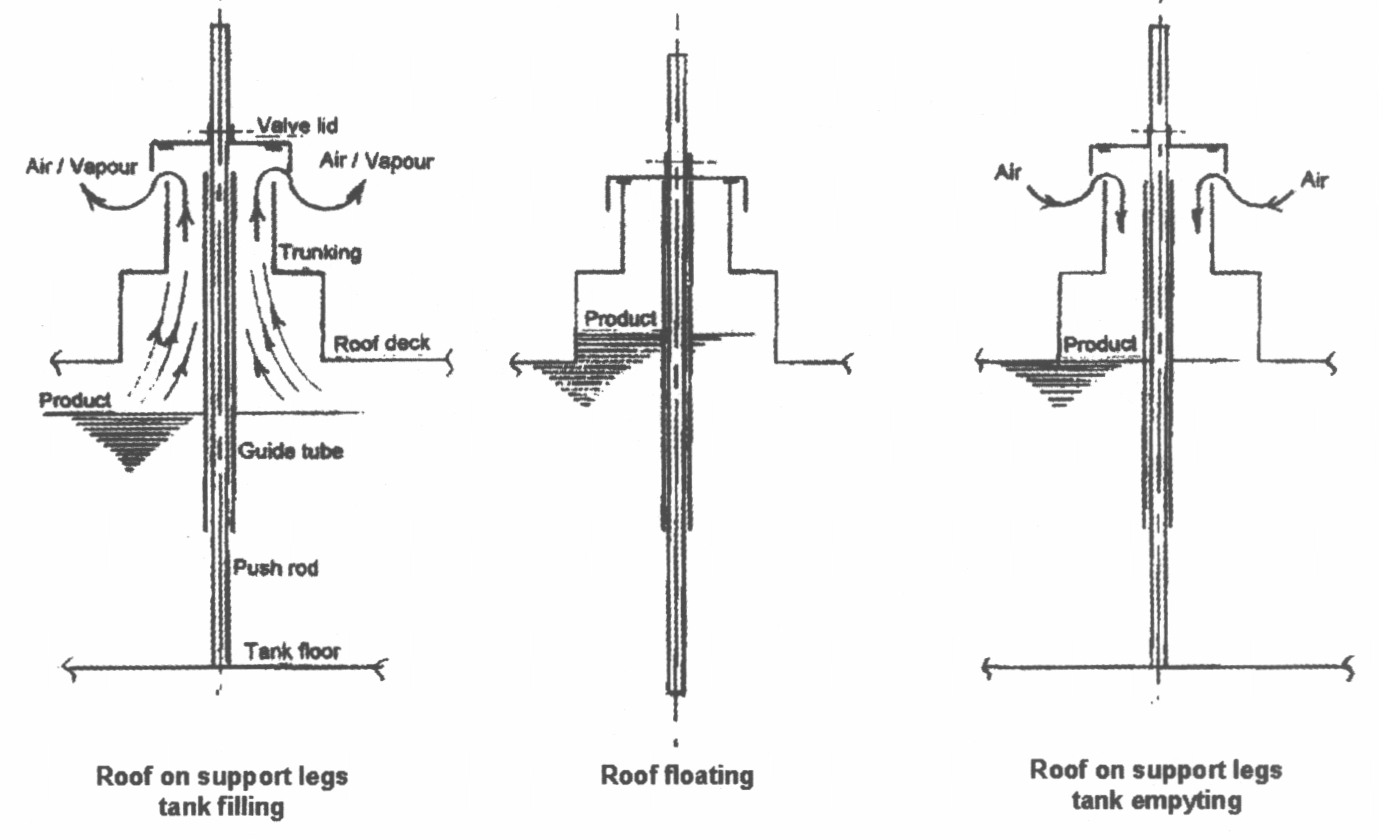 Valve lid
Air / Vapour
Air / Vapour
Trunking
Roof deck
Product
Guide tube
Push rod
Tank floor
Roof on support legs
tank filling
Product
Roof floating
Air
Air
Product
Roof on support legs
tank empyting